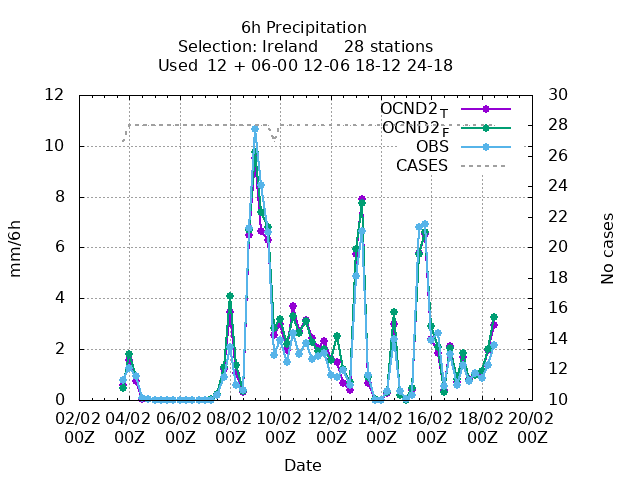 6h Precipitation
Selection: Ireland 28 stations
Used 12 + 06-00 12-06 18-12 24-18
OCND2_T
OCND2_F
OBS
CASES
mm/6h
12
10
8
6
4
2
0
No cases
30
28
26
24
22
20
18
16
14
12
10
02/02 04/02 06/02 08/02 10/02 12/02 14/02 16/02 18/02 20/02
00Z 00Z 00Z 00Z 00Z 00Z 00Z 00Z 00Z 00Z
Date